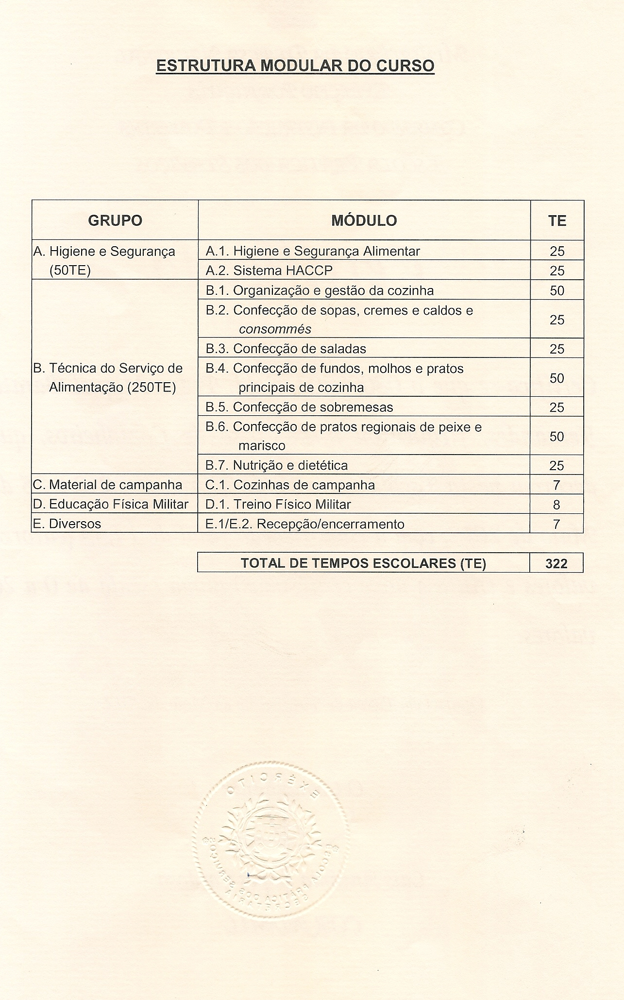 ESTRUTURA MODULAR DO CURSO
GRUPO MÓDULO TE
A. Higiene e Segurança (50TE)
A.1. Higiene e Segurança Alimentar 25
A.2. Sistema HACCP 25
B. Técnica do Serviço de Alimentação (250TE)
B.1. Organização e gestão da cozinha 50
B.2. Confecção de sopas, cremes e caldos e
consommés 25
B.3. Confecção de saladas 25
B.4. Confecção de fundos, molhos e pratos
principais de cozinha 50
B.5. Confecção de sobremesas 25
B.6. Confecção de pratos regionais de peixe e
marisco 50
B.7. Nutrição e dietética 25
C. Material de campanha C.1. Cozinhas de campanha 7
D. Educação Física Militar D.1. Treino Físico Militar 8
E. Diversos E.1/E.2. Recepção/encerramento 7
TOTAL DE TEMPOS ESCOLARES (TE) 322
EXÉRCITO
ESCOLA PRÁTICA DOS SERVIÇOS
SECRETARIA